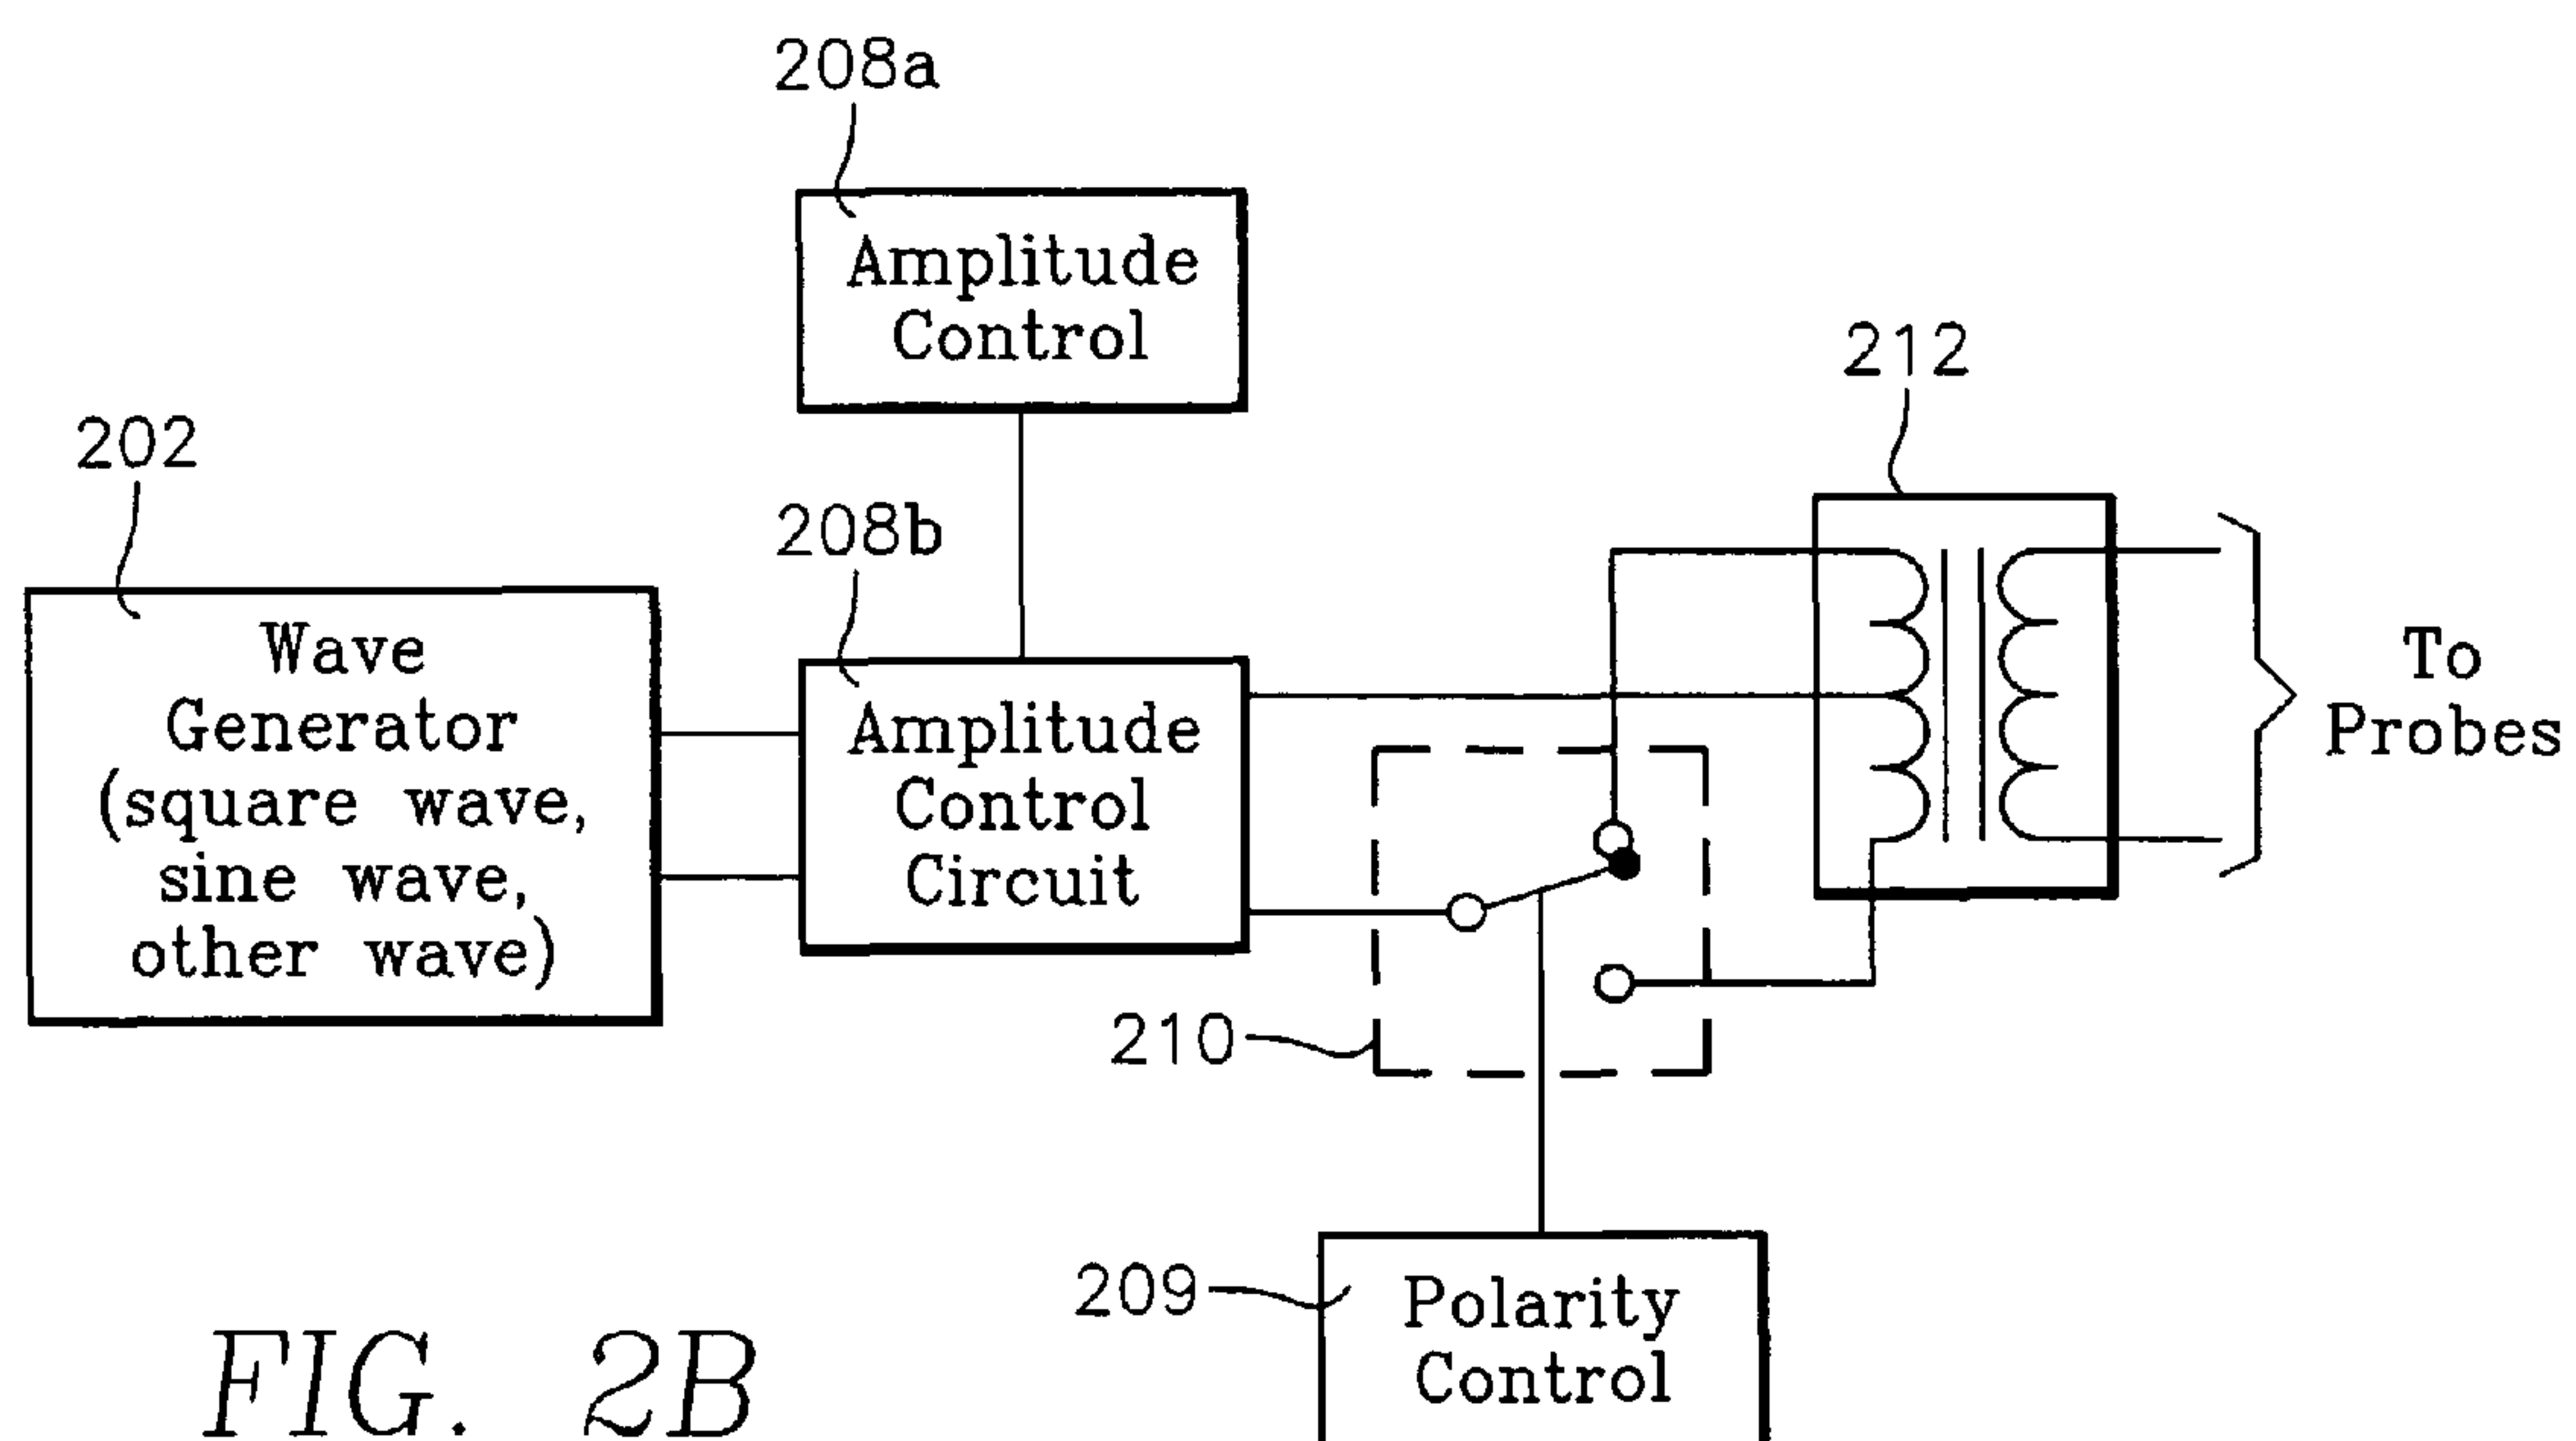 208a
Amplitude
Control
212
202
208b
Wave
Generator
(square wave,
sine wave,
other wave)
Amplitude
Control
Circuit
To
Probes
210
209
Polarity
Control
FIG. 2B